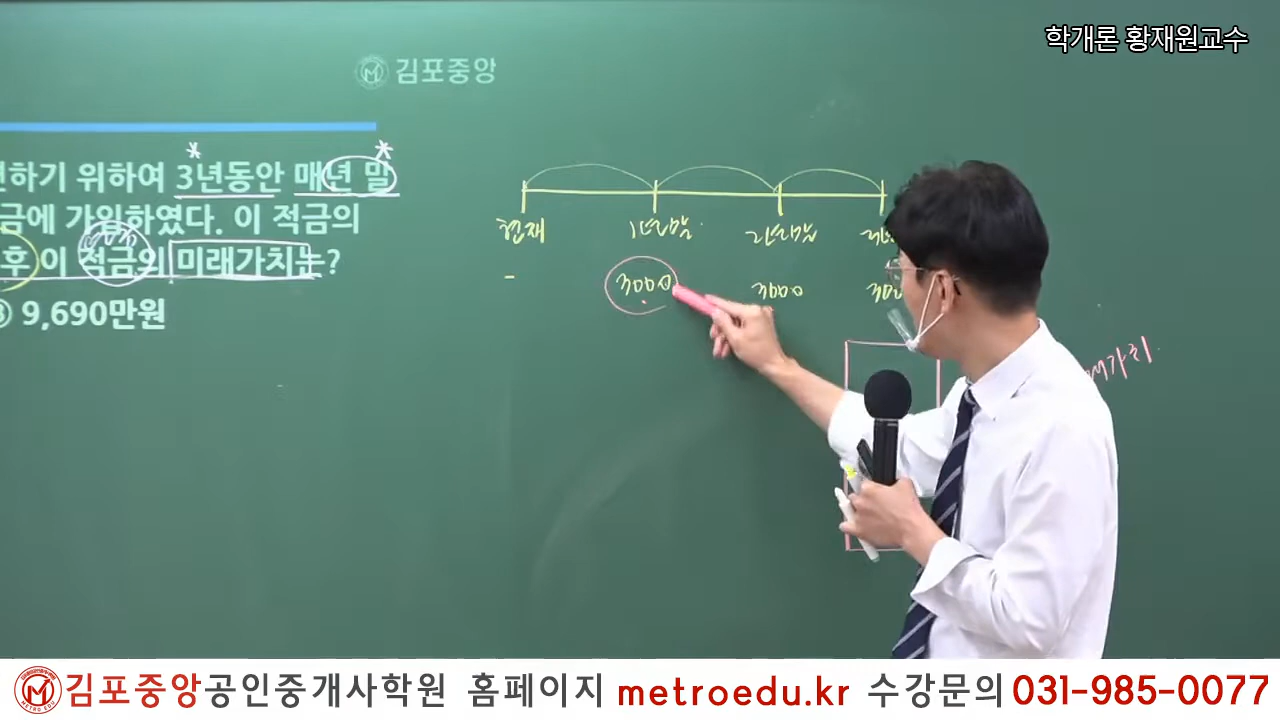 학개론 황재원교수
김포중앙
하기 위하여 3년동안 매년 말
금에 가입하였다. 이 적금의
후 이 적금의 미래가치는?
③ 9,690만원
현재 1년말 2년말
3000 3000
김포중앙공인중개사학원 홈페이지 metroedu.kr 수강문의 031-985-0077